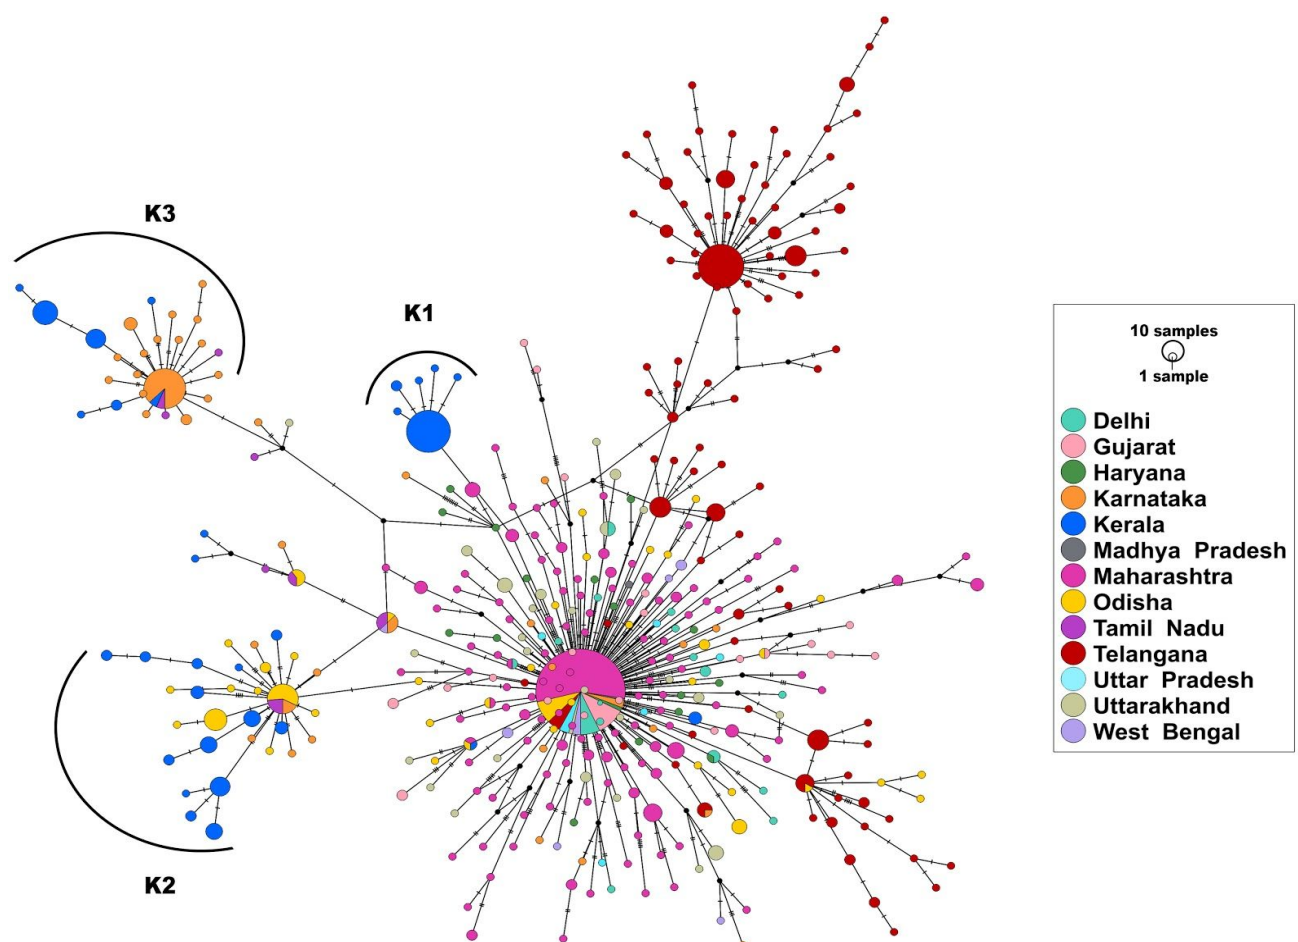 K3
K1
K2
10 samples
1 sample
Delhi
Gujarat
Haryana
Karnataka
Kerala
Madhya Pradesh
Maharashtra
Odisha
Tamil Nadu
Telangana
Uttar Pradesh
Uttarakhand
West Bengal